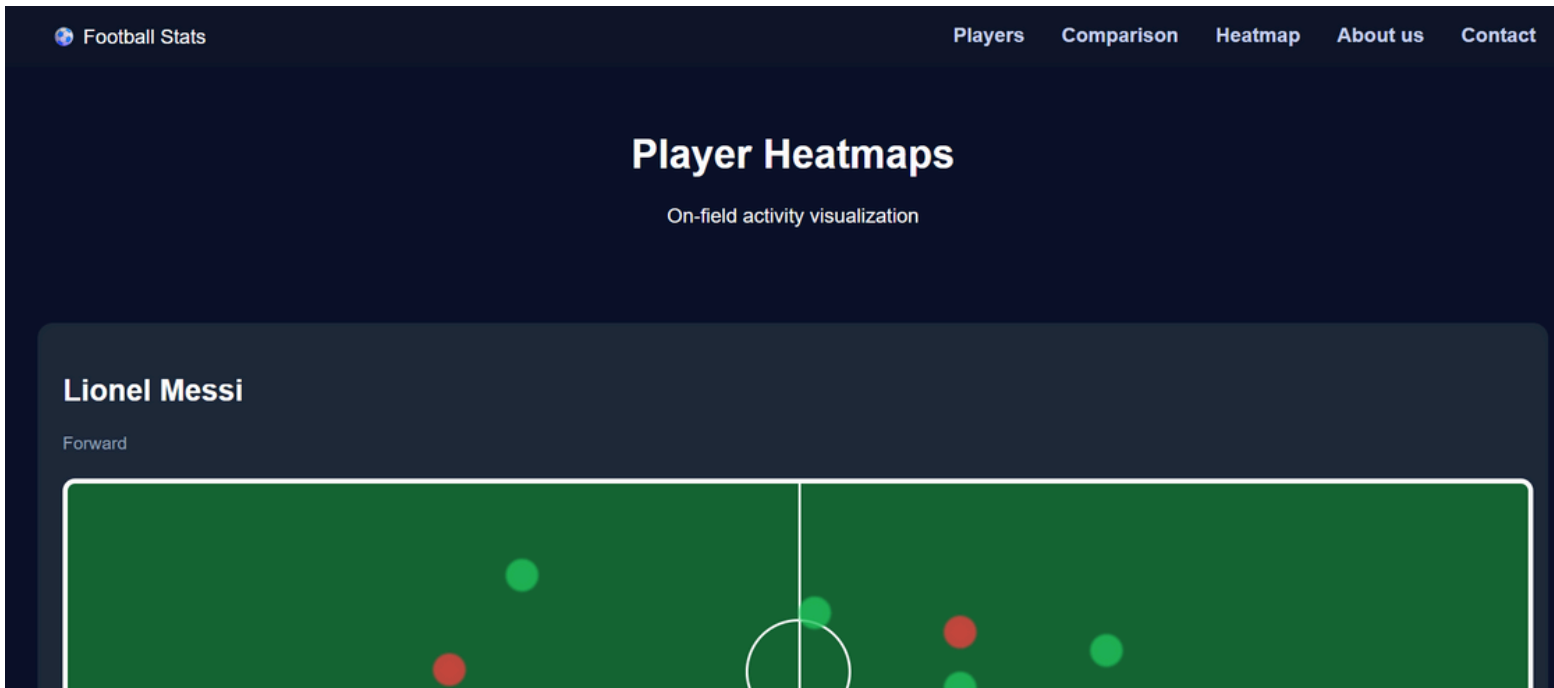 Football Stats
Players Comparison Heatmap About us Contact
Player Heatmaps
On-field activity visualization
Lionel Messi
Forward